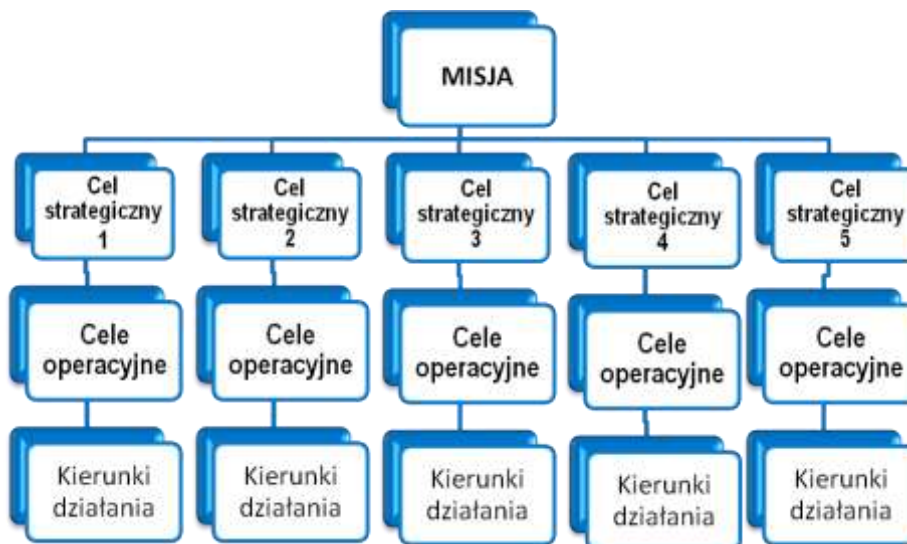 MISJA
Cel
strategiczny
1
Cel
strategiczny
2
Cel
strategiczny
3
Cel
strategiczny
4
Cel
strategiczny
5
Cele
operacyjne
Cele
operacyjne
Cele
operacyjne
Cele
operacyjne
Cele
operacyjne
Kierunki
działania
Kierunki
działania
Kierunki
działania
Kierunki
działania
Kierunki
działania